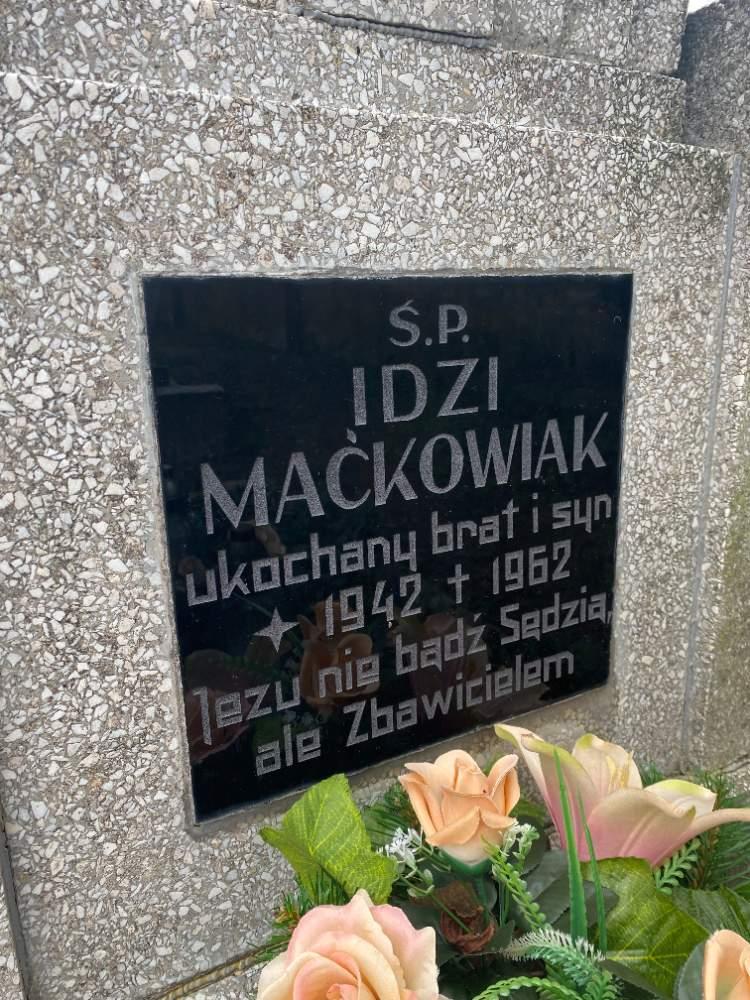 Ś.P.
IDZI
MAĆKOWIAK
ukochany brat i syn
1942 † 1962
Jezu nie bądź Sędzią,
ale Zbawicielem